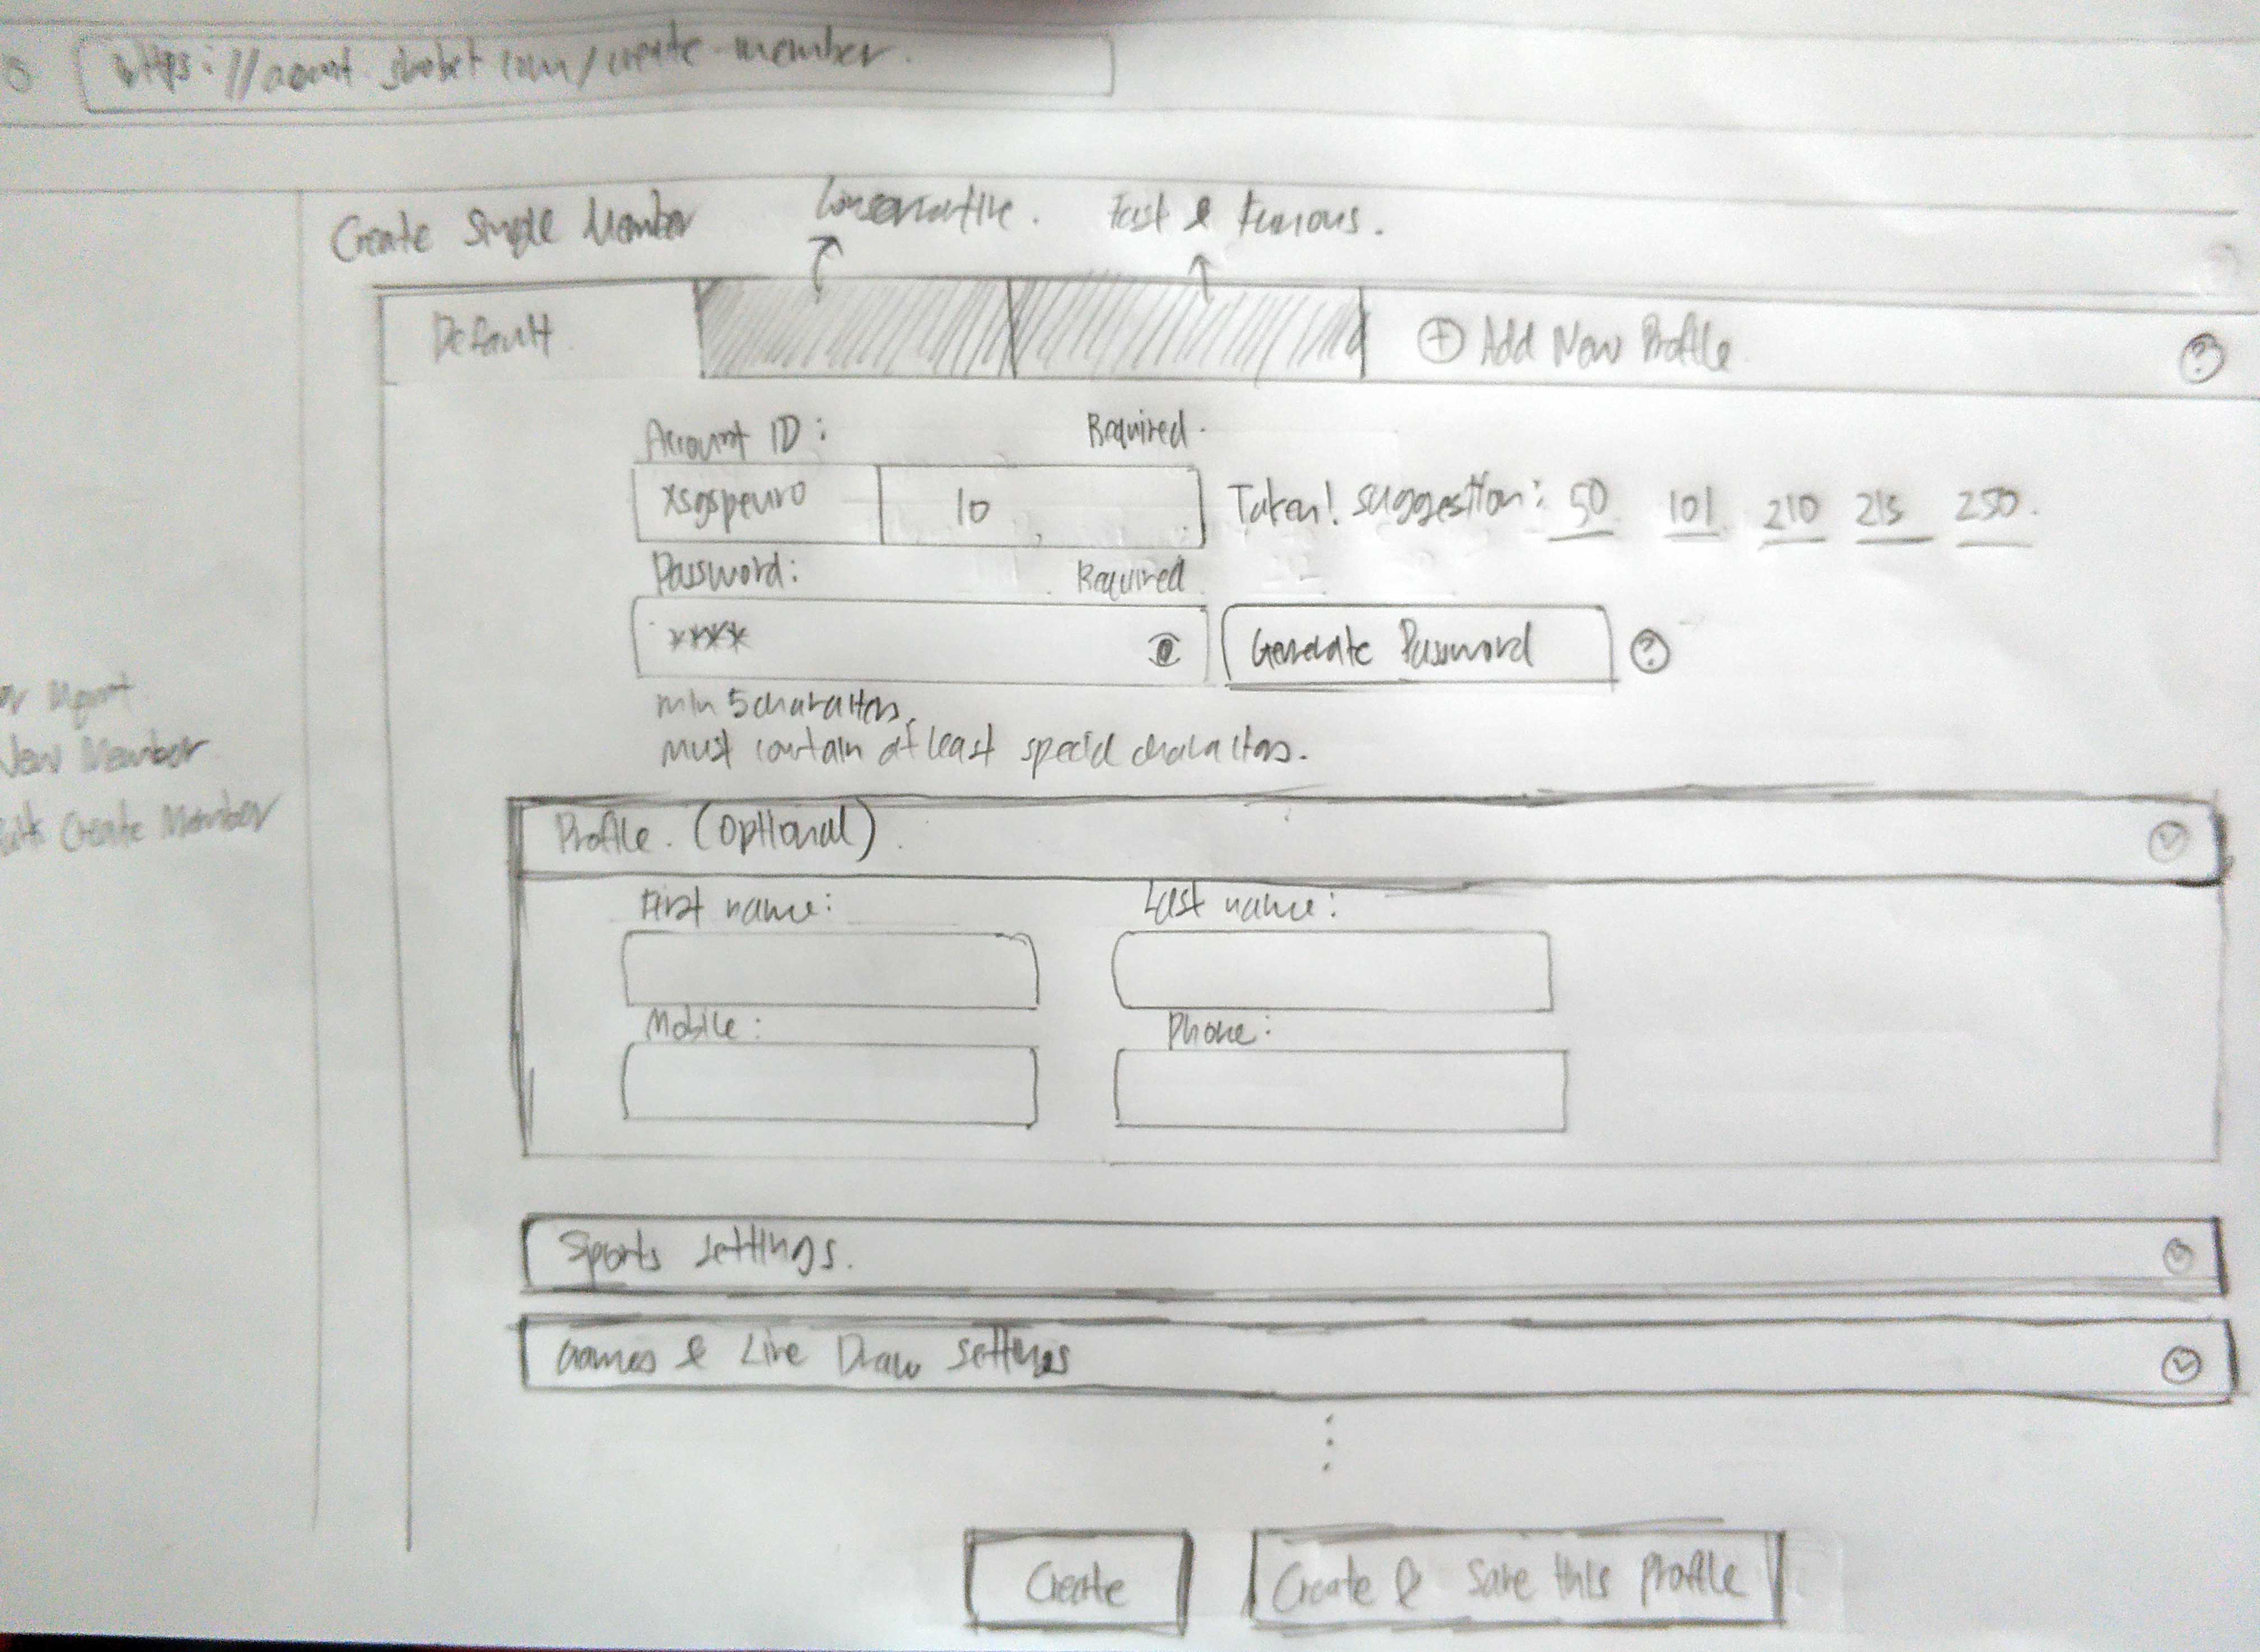 https://agent.sbobet.com/create-member.
Create Single Member
Conservative.
Fast & Furious.
Default
+ Add New Profile
?
Account ID:
Required.
xsgspeuro
10
Taken! suggestion: 50 101 210 215 250.
Password:
Required
****
Generate Password
?
min 5 characters,
must contain at least special characters.
er Mgmt
New Member
Create Member
Profile. (Optional).
First name:
Last name:
Mobile:
Phone:
Sports settings.
Games & Live Draw settings
Create
Create & Save this Profile